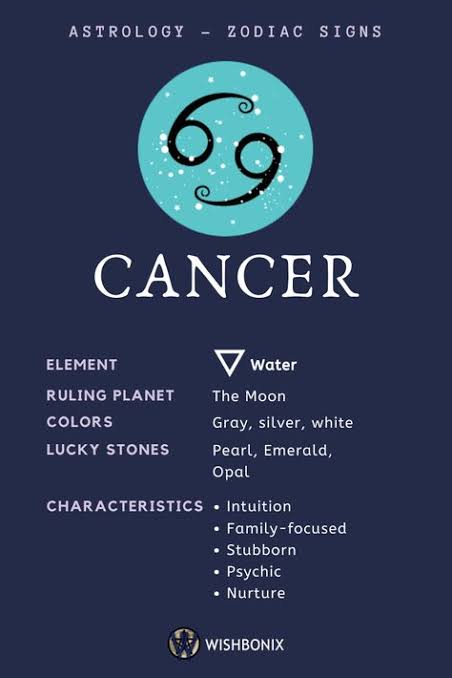 ASTROLOGY – ZODIAC SIGNS
CANCER
ELEMENT Water
RULING PLANET The Moon
COLORS Gray, silver, white
LUCKY STONES Pearl, Emerald,
Opal
CHARACTERISTICS • Intuition
• Family-focused
• Stubborn
• Psychic
• Nurture
WISHBONIX